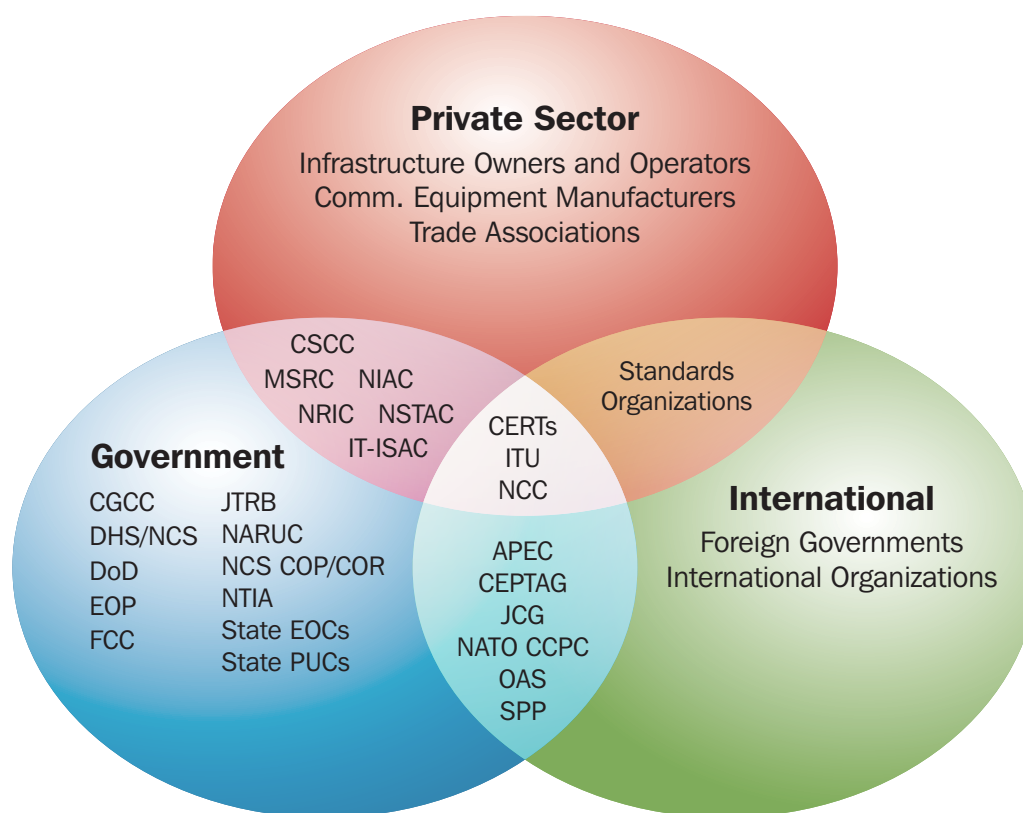 Private Sector
Infrastructure Owners and Operators
Comm. Equipment Manufacturers
Trade Associations
CSCC
MSRC NIAC
NRIC NSTAC
IT-ISAC
Standards
Organizations
CERTs
ITU
NCC
Government
CGCC
DHS/NCS
DoD
EOP
FCC
JTRB
NARUC
NCS COP/COR
NTIA
State EOCs
State PUCs
APEC
CEPTAG
JCG
NATO CCPC
OAS
SPP
International
Foreign Governments
International Organizations